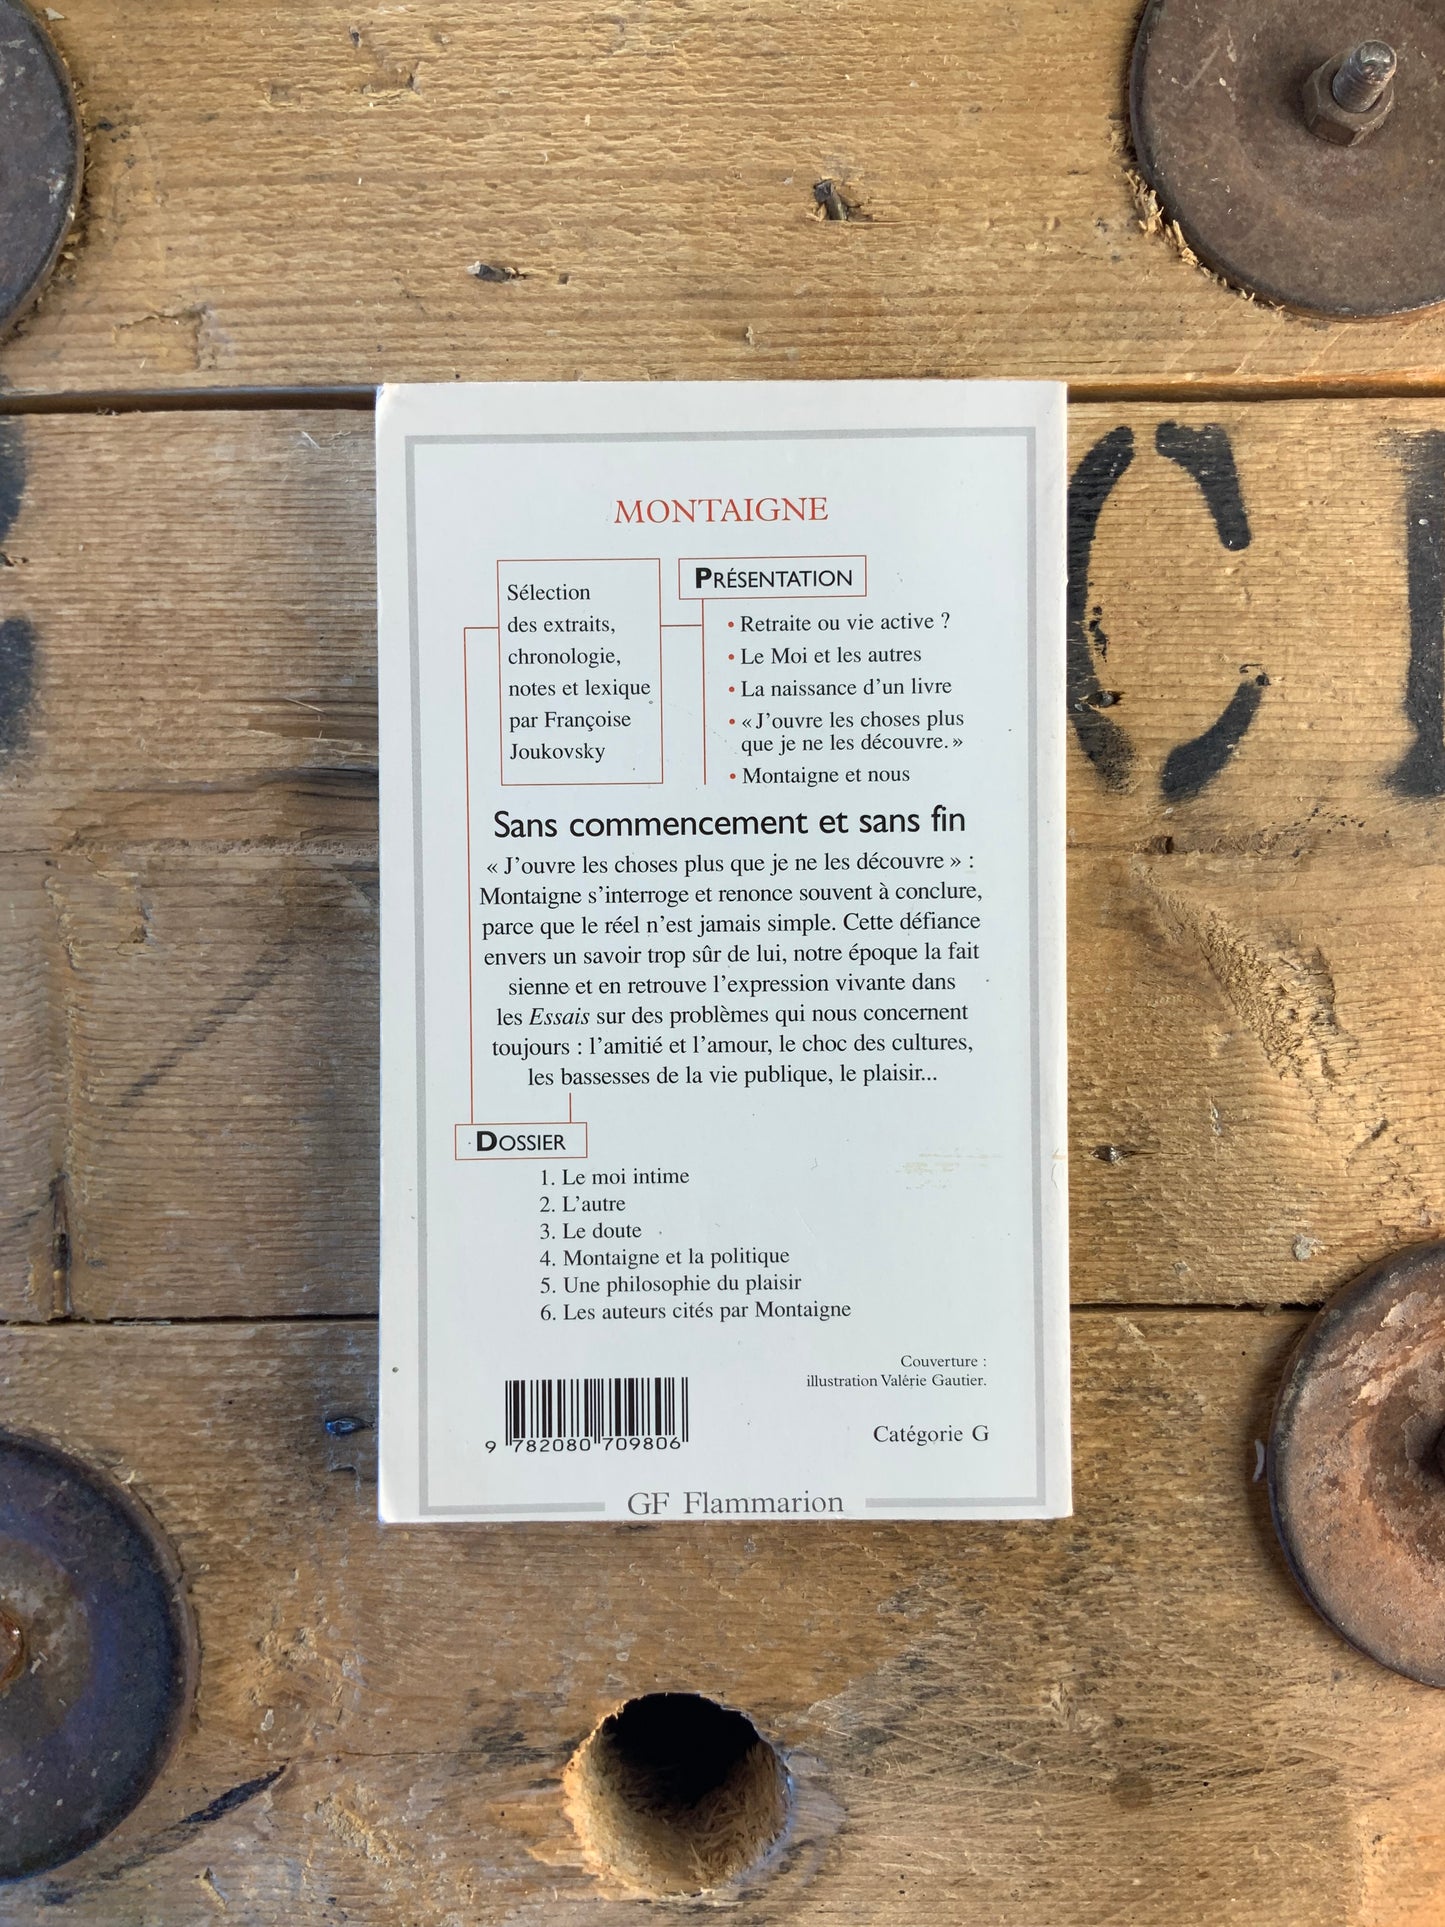 MONTAIGNE
Sélection
des extraits,
chronologie,
notes et lexique
par Françoise
Joukovsky
PRÉSENTATION
• Retraite ou vie active ?
• Le Moi et les autres
• La naissance d’un livre
• « J’ouvre les choses plus
que je ne les découvre. »
• Montaigne et nous
Sans commencement et sans fin
« J’ouvre les choses plus que je ne les découvre » :
Montaigne s’interroge et renonce souvent à conclure,
parce que le réel n’est jamais simple. Cette défiance
envers un savoir trop sûr de lui, notre époque la fait
sienne et en retrouve l’expression vivante dans
les Essais sur des problèmes qui nous concernent
toujours : l’amitié et l’amour, le choc des cultures,
les bassesses de la vie publique, le plaisir...
DOSSIER
1. Le moi intime
2. L’autre
3. Le doute
4. Montaigne et la politique
5. Une philosophie du plaisir
6. Les auteurs cités par Montaigne
Couverture :
illustration Valérie Gautier.
Catégorie G
9 782080 709806
GF Flammarion
C